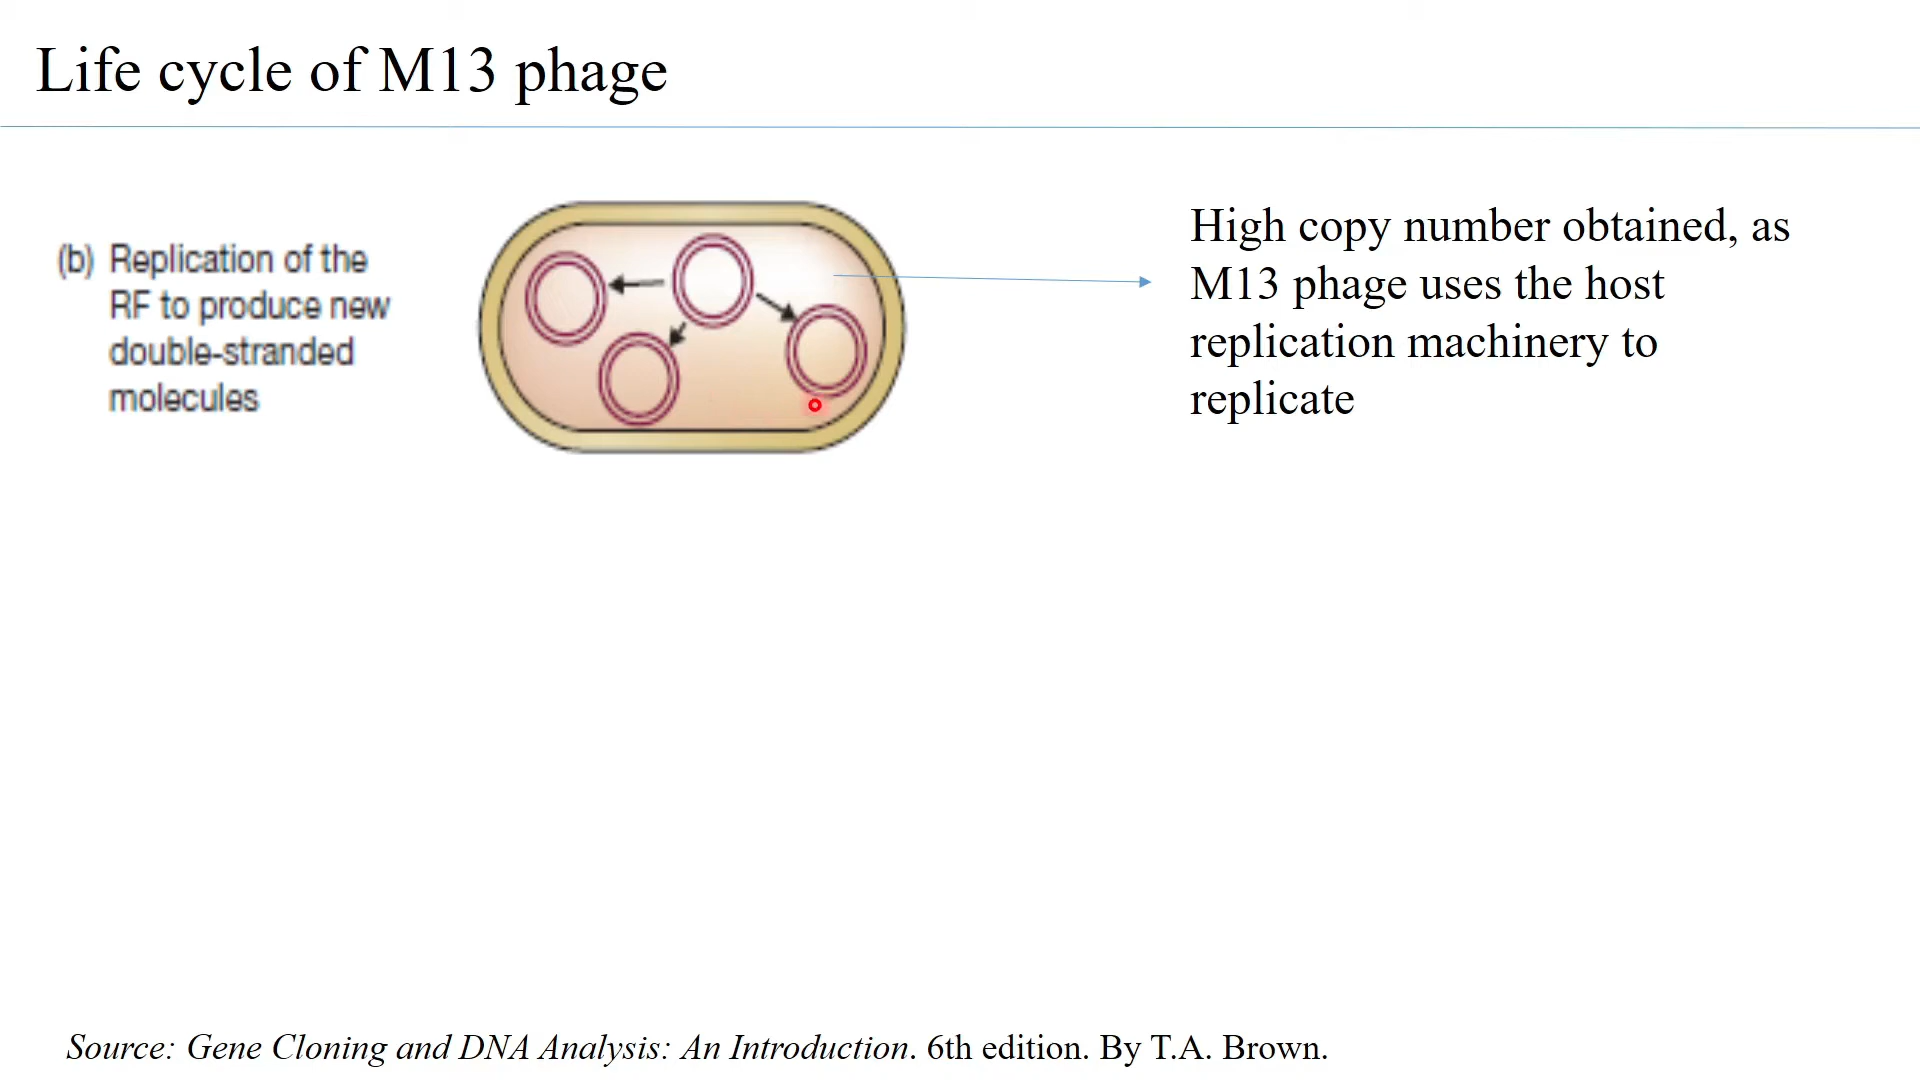 Life cycle of M13 phage
(b) Replication of the
RF to produce new
double-stranded
molecules
High copy number obtained, as
M13 phage uses the host
replication machinery to
replicate
Source: Gene Cloning and DNA Analysis: An Introduction. 6th edition. By T.A. Brown.